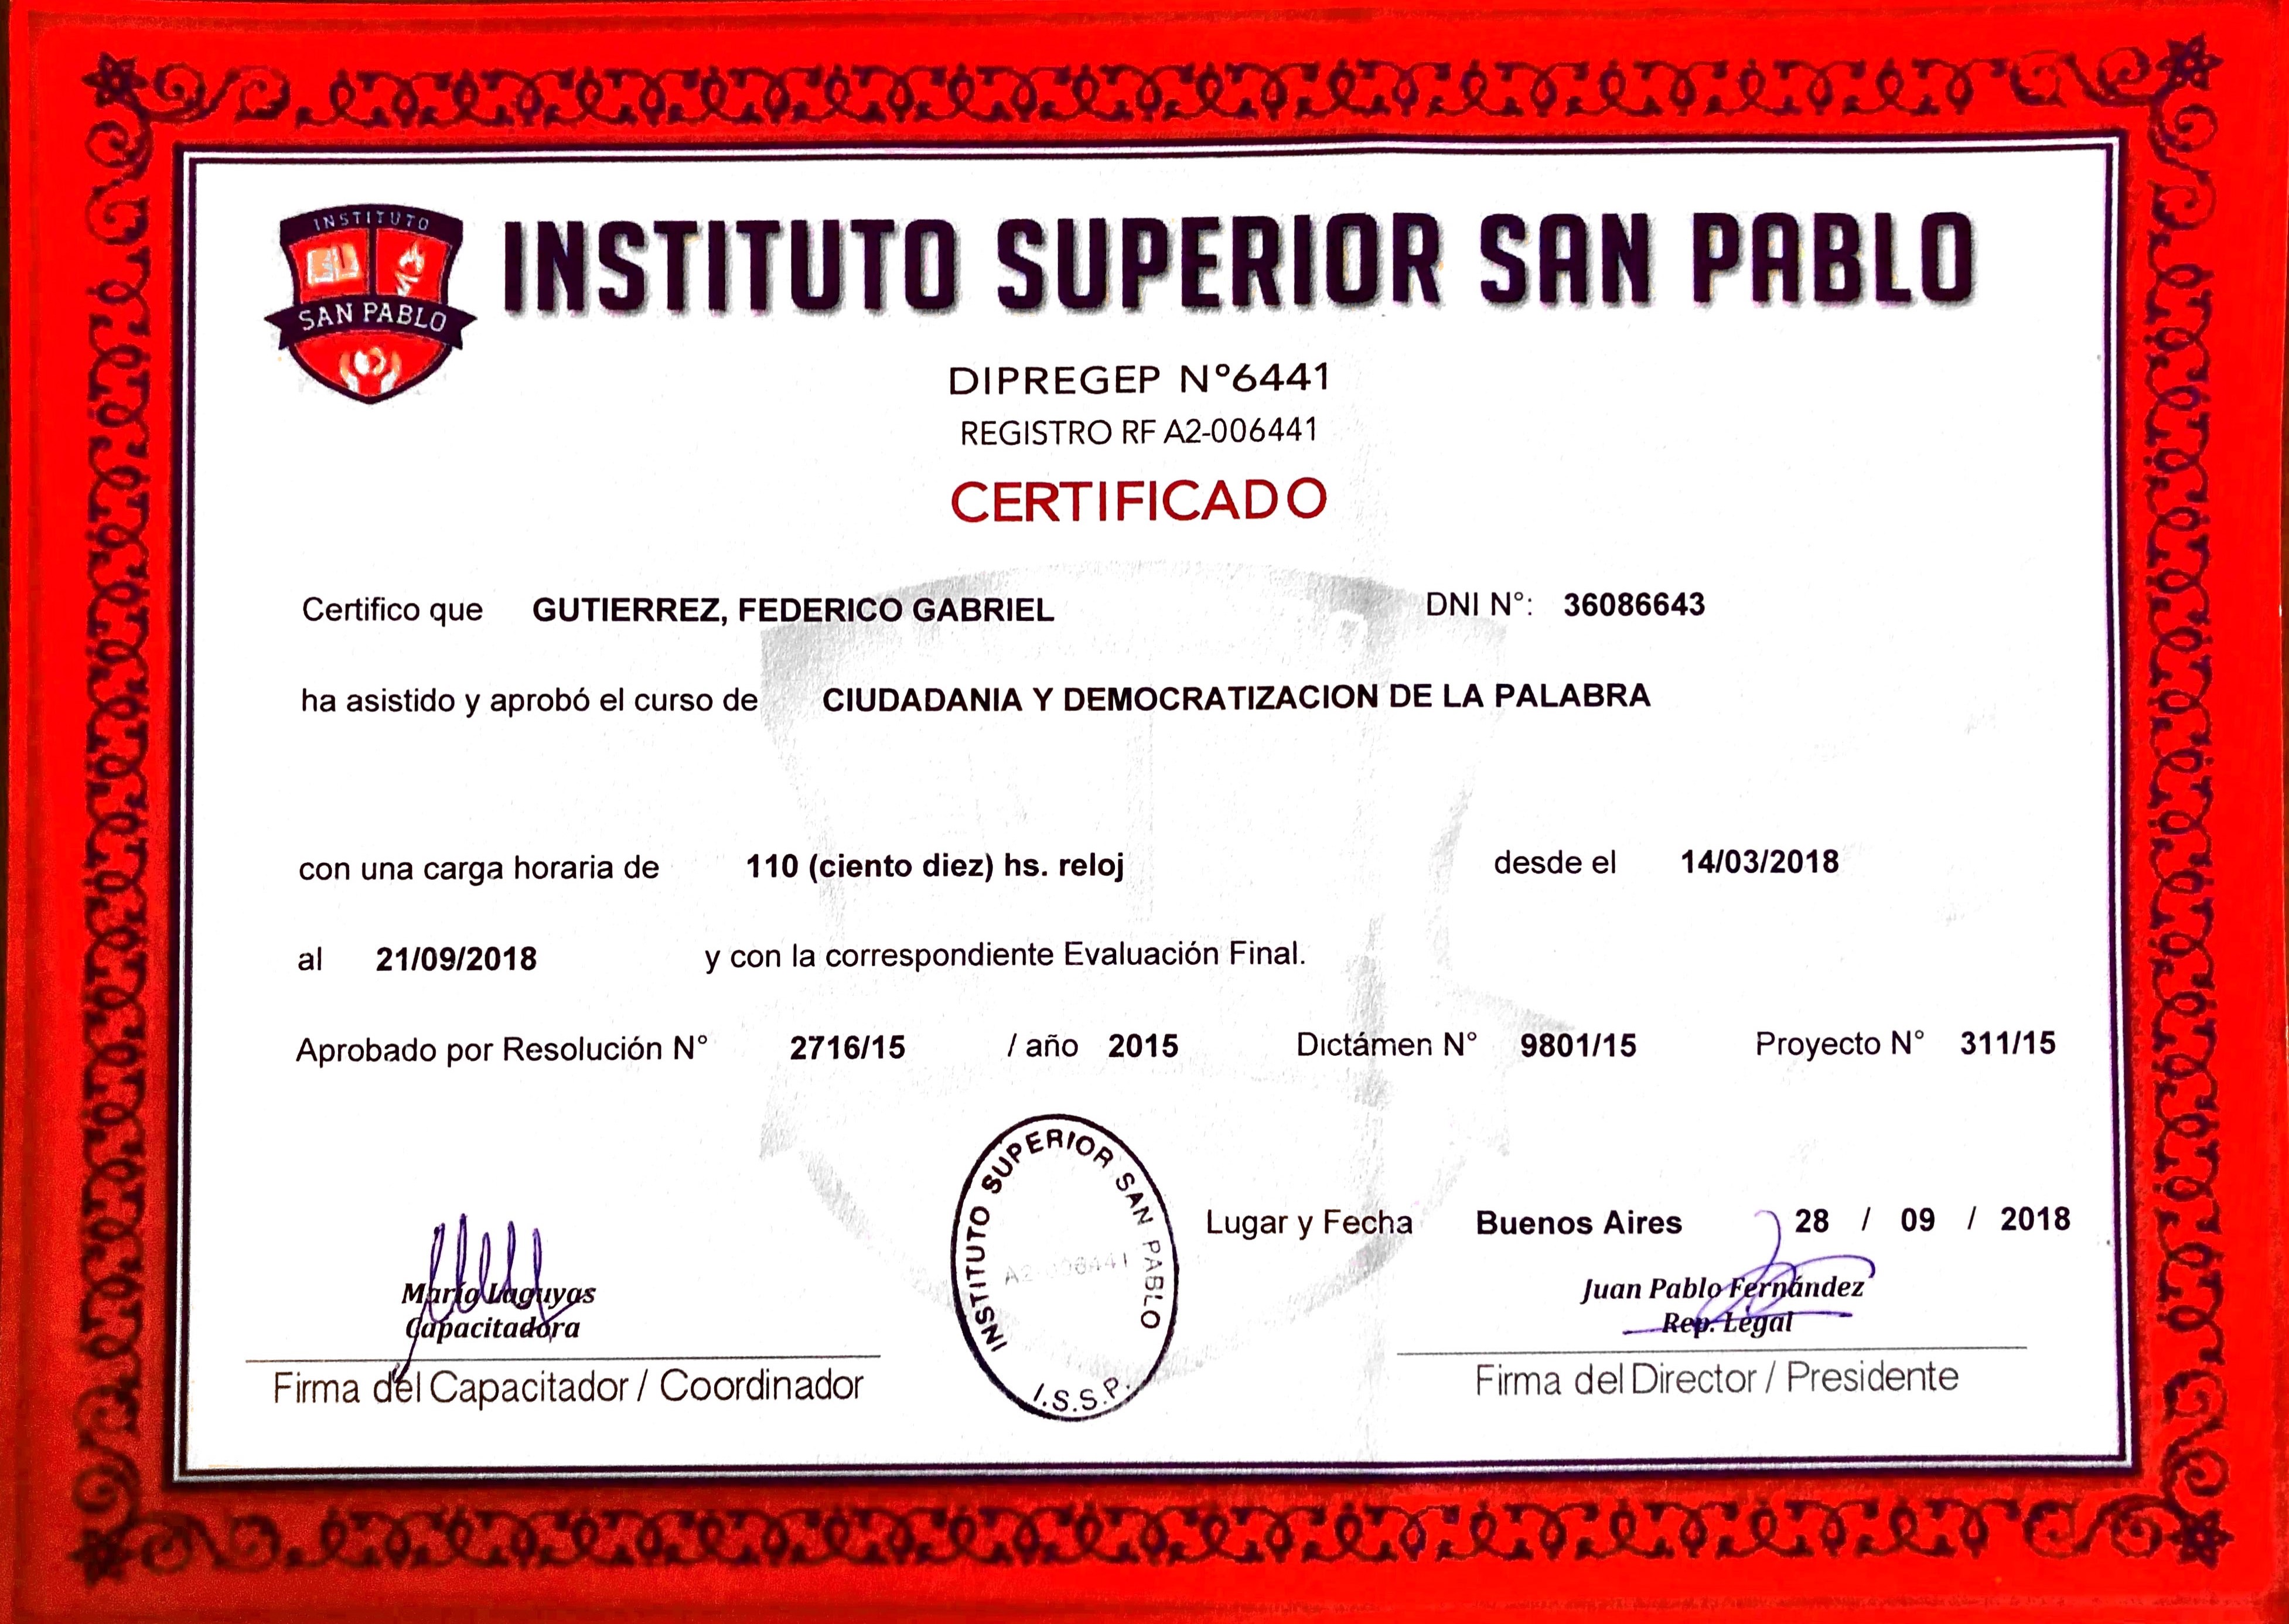 INSTITUTO
SAN PABLO
INSTITUTO SUPERIOR SAN PABLO
DIPREGEP N°6441
REGISTRO RF A2-006441
CERTIFICADO
Certifico que GUTIERREZ, FEDERICO GABRIEL DNI N°: 36086643
ha asistido y aprobó el curso de CIUDADANIA Y DEMOCRATIZACION DE LA PALABRA
con una carga horaria de 110 (ciento diez) hs. reloj desde el 14/03/2018
al 21/09/2018 y con la correspondiente Evaluación Final.
Aprobado por Resolución N° 2716/15 / año 2015 Dictámen N° 9801/15 Proyecto N° 311/15
INSTITUTO SUPERIOR SAN PABLO
A2-006441
I.S.S.P.
Lugar y Fecha Buenos Aires 28 / 09 / 2018
María Laguyas
Capacitadora
Firma del Capacitador / Coordinador
Juan Pablo Fernández
Rep. Legal
Firma del Director / Presidente